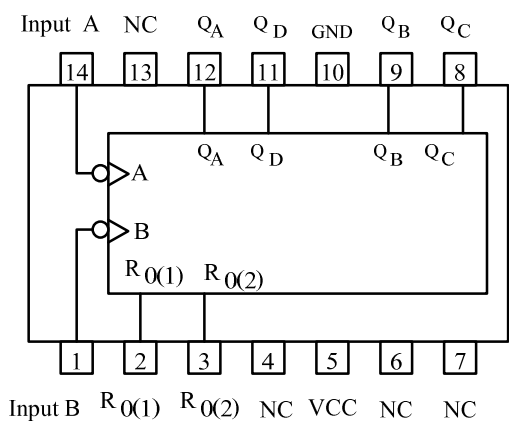 Input A NC QA QD GND QB QC
14 13 12 11 10 9 8
QA QD QB QC
A
B
R0(1) R0(2)
1 2 3 4 5 6 7
Input B R0(1) R0(2) NC VCC NC NC